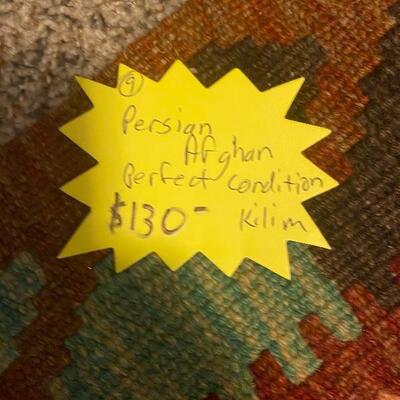 9
Persian
Afghan
Perfect Condition
$130- Kilim